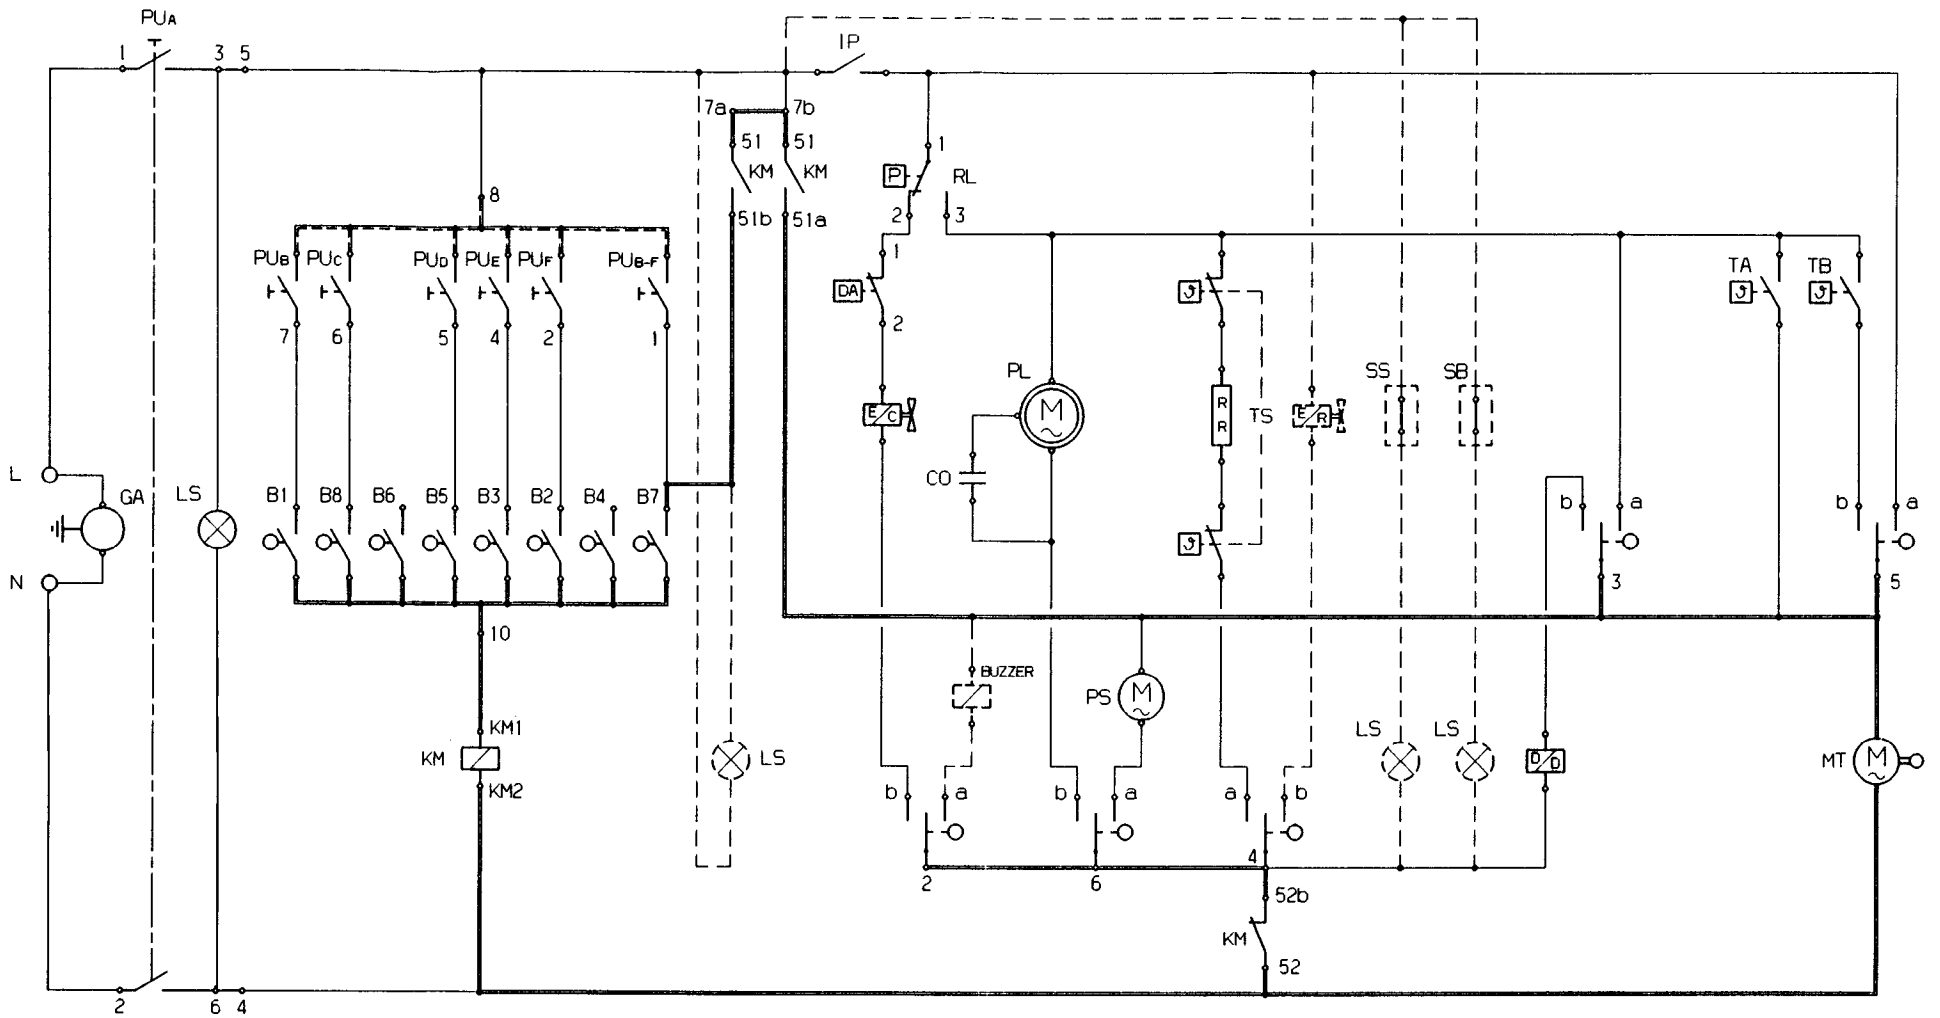 PUA
1 3 5
IP
7a 7b
51 51
KM KM
1
P RL
8
51b 51a 2 3
PUB PUC PUD PUE PUF PUB-F
1
TA TB
DA ϑ ϑ ϑ
7 6 5 4 2 1
2
PL SS SB
M
E C
R R
TS
E R
CO
L
GA LS
B1 B8 B6 B5 B3 B2 B4 B7
b a b a
ϑ
N
3 5
10
BUZZER
PS M
KM1
KM
KM2
LS
LS LS
D D
MT M
b a b a a b
4
2 6
52b
KM
52
2 6 4